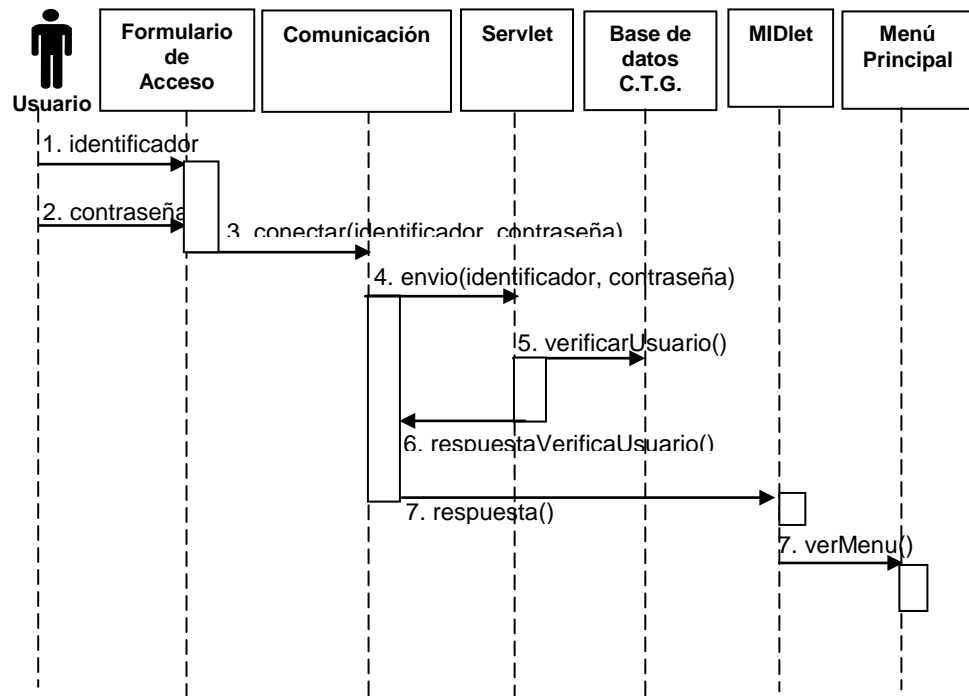 Usuario
Formulario
de
Acceso
Comunicación
Servlet
Base de
datos
C.T.G.
MIDlet
Menú
Principal
1. identificador
2. contraseña
3. conectar(identificador, contraseña)
4. envio(identificador, contraseña)
5. verificarUsuario()
6. respuestaVerificaUsuario()
7. respuesta()
7. verMenu()